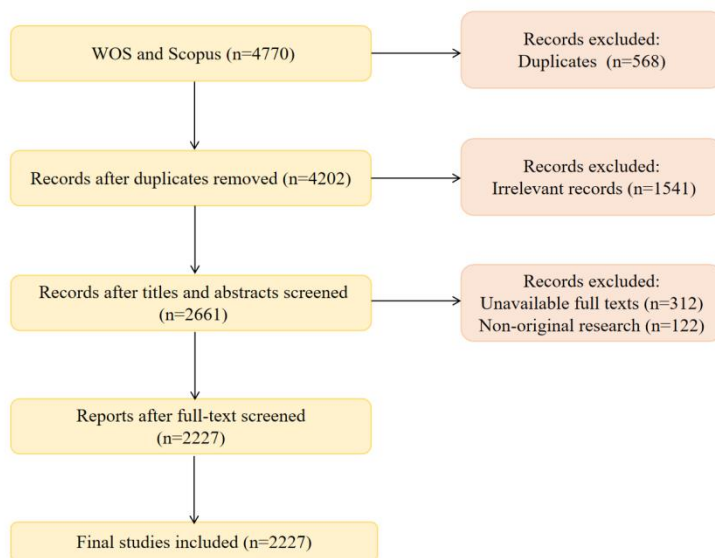 WOS and Scopus (n=4770)
Records excluded:
Duplicates (n=568)
Records after duplicates removed (n=4202)
Records excluded:
Irrelevant records (n=1541)
Records after titles and abstracts screened
(n=2661)
Records excluded:
Unavailable full texts (n=312)
Non-original research (n=122)
Reports after full-text screened
(n=2227)
Final studies included (n=2227)